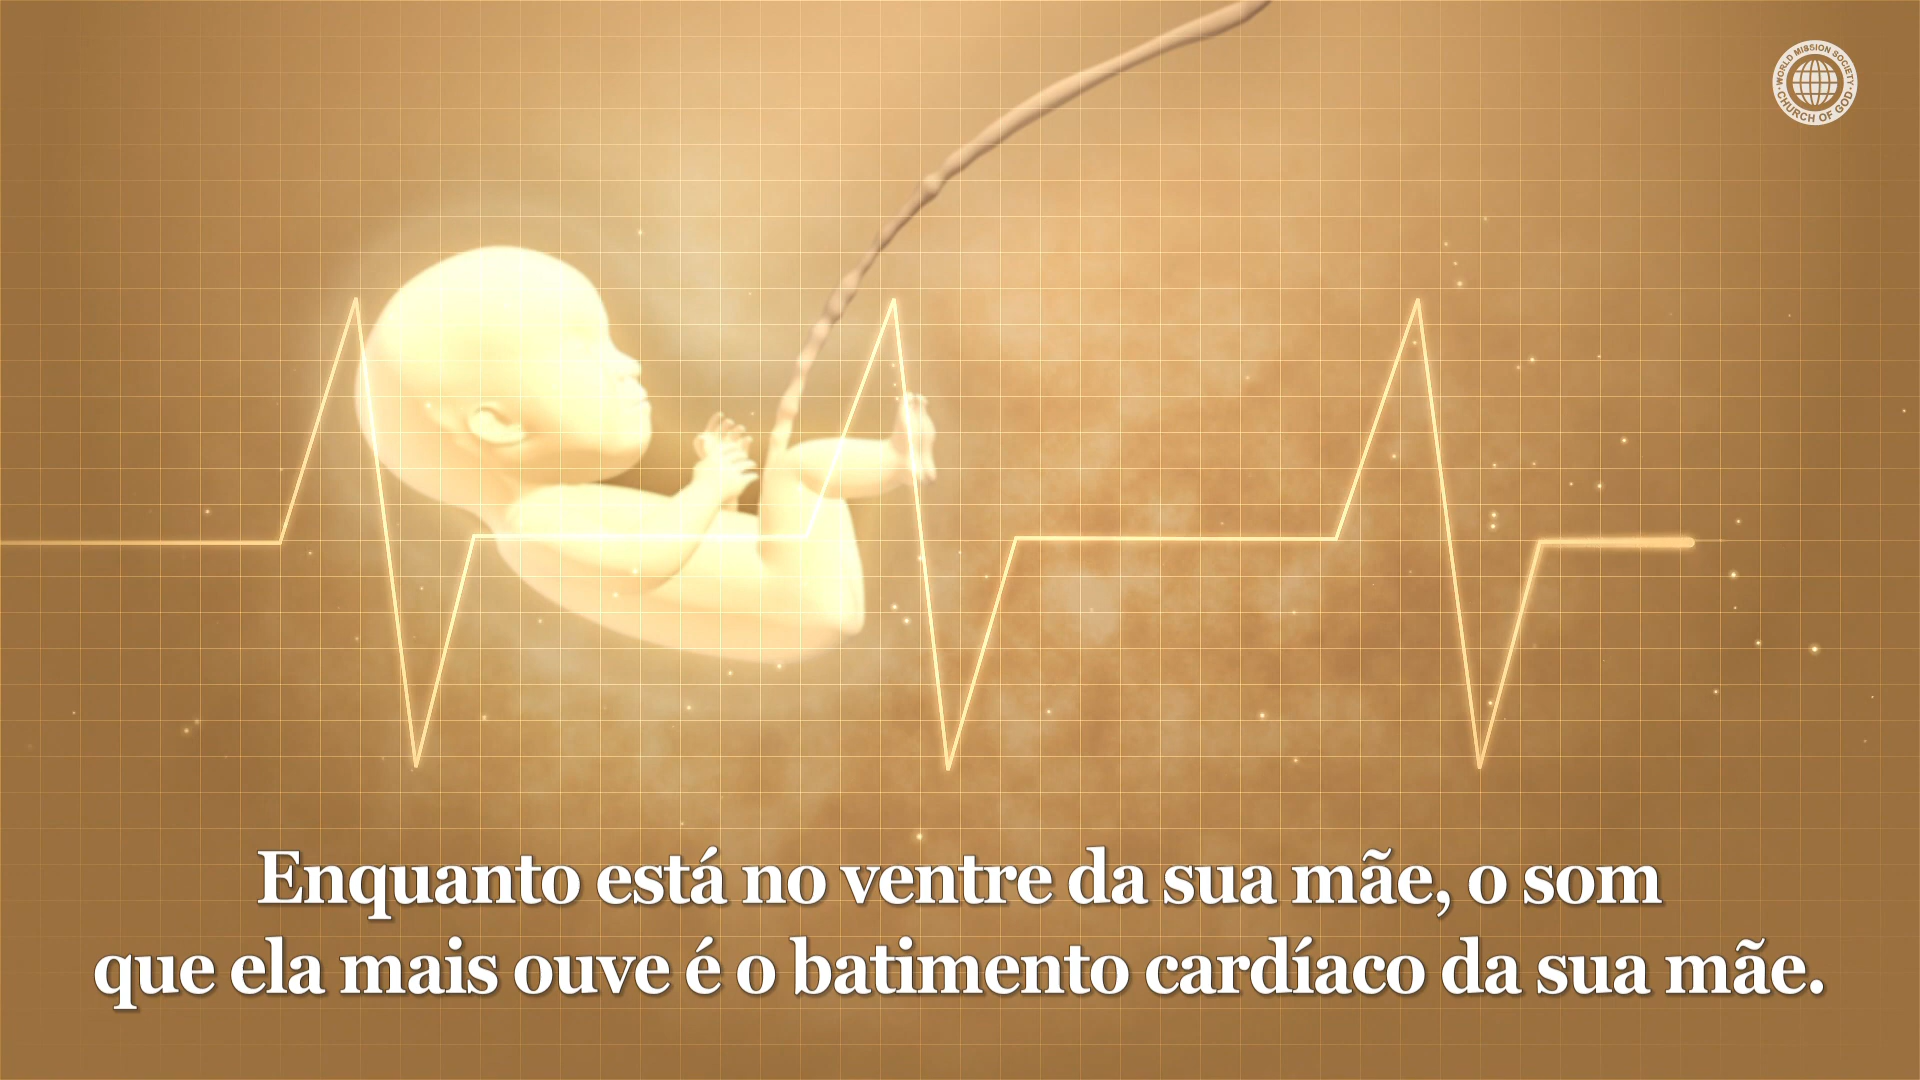 WORLD MISSION SOCIETY
CHURCH OF GOD
Enquanto está no ventre da sua mãe, o som
que ela mais ouve é o batimento cardíaco da sua mãe.